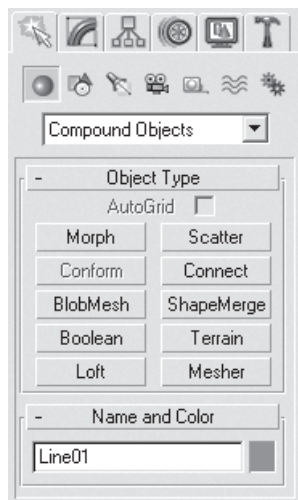 Compound Objects
- Object Type
AutoGrid
Morph Scatter
Conform Connect
BlobMesh ShapeMerge
Boolean Terrain
Loft Mesher
- Name and Color
Line01